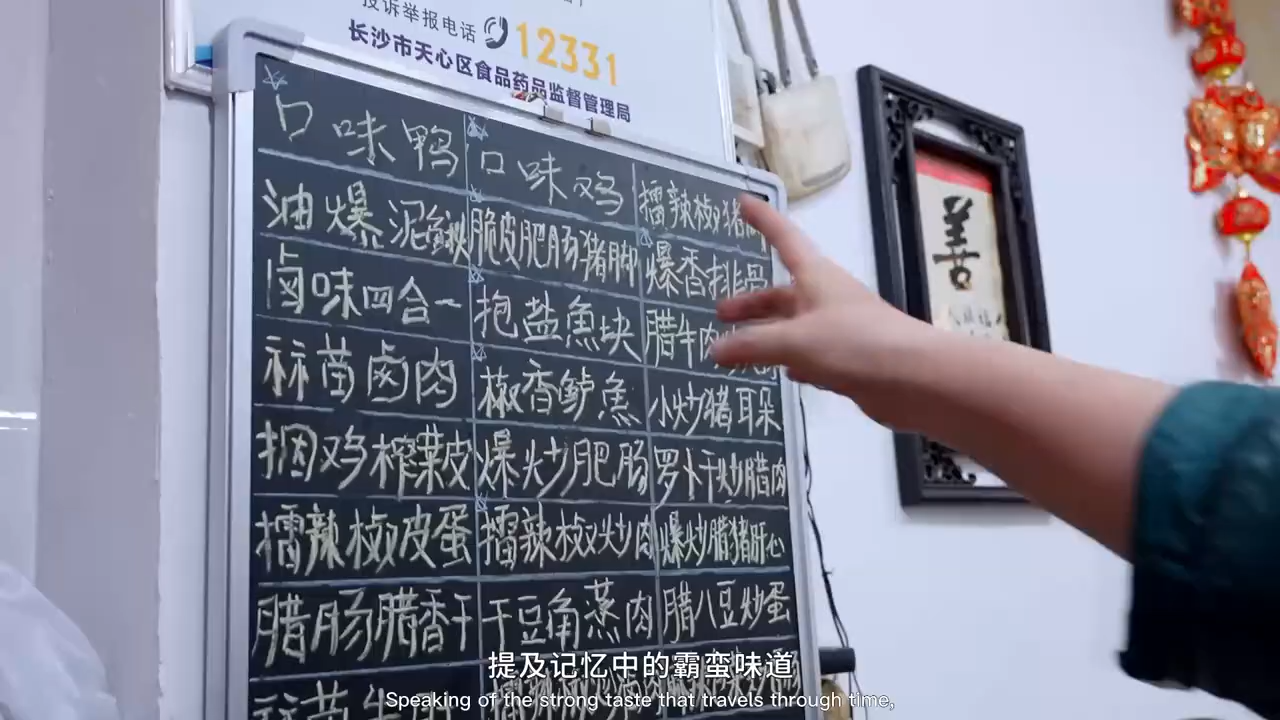 投诉举报电话 12331
长沙市天心区食品药品监督管理局
口味鸭 口味鸡 擂辣椒猪
油爆泥鳅 脆皮肥肠猪脚 爆香排骨
卤味四合一 抱盐魚块 腊牛肉炒
蒜苗卤肉 椒香鲈魚 小炒猪耳朵
捆鸡榨菜皮 爆炒肥肠 罗卜干炒腊肉
擂辣椒皮蛋 擂辣椒炒肉 爆炒腊猪肝心
腊肠腊香干 干豆角蒸肉 腊八豆炒蛋
善
提及记忆中的霸蛮味道
Speaking of the strong taste that travels through time,